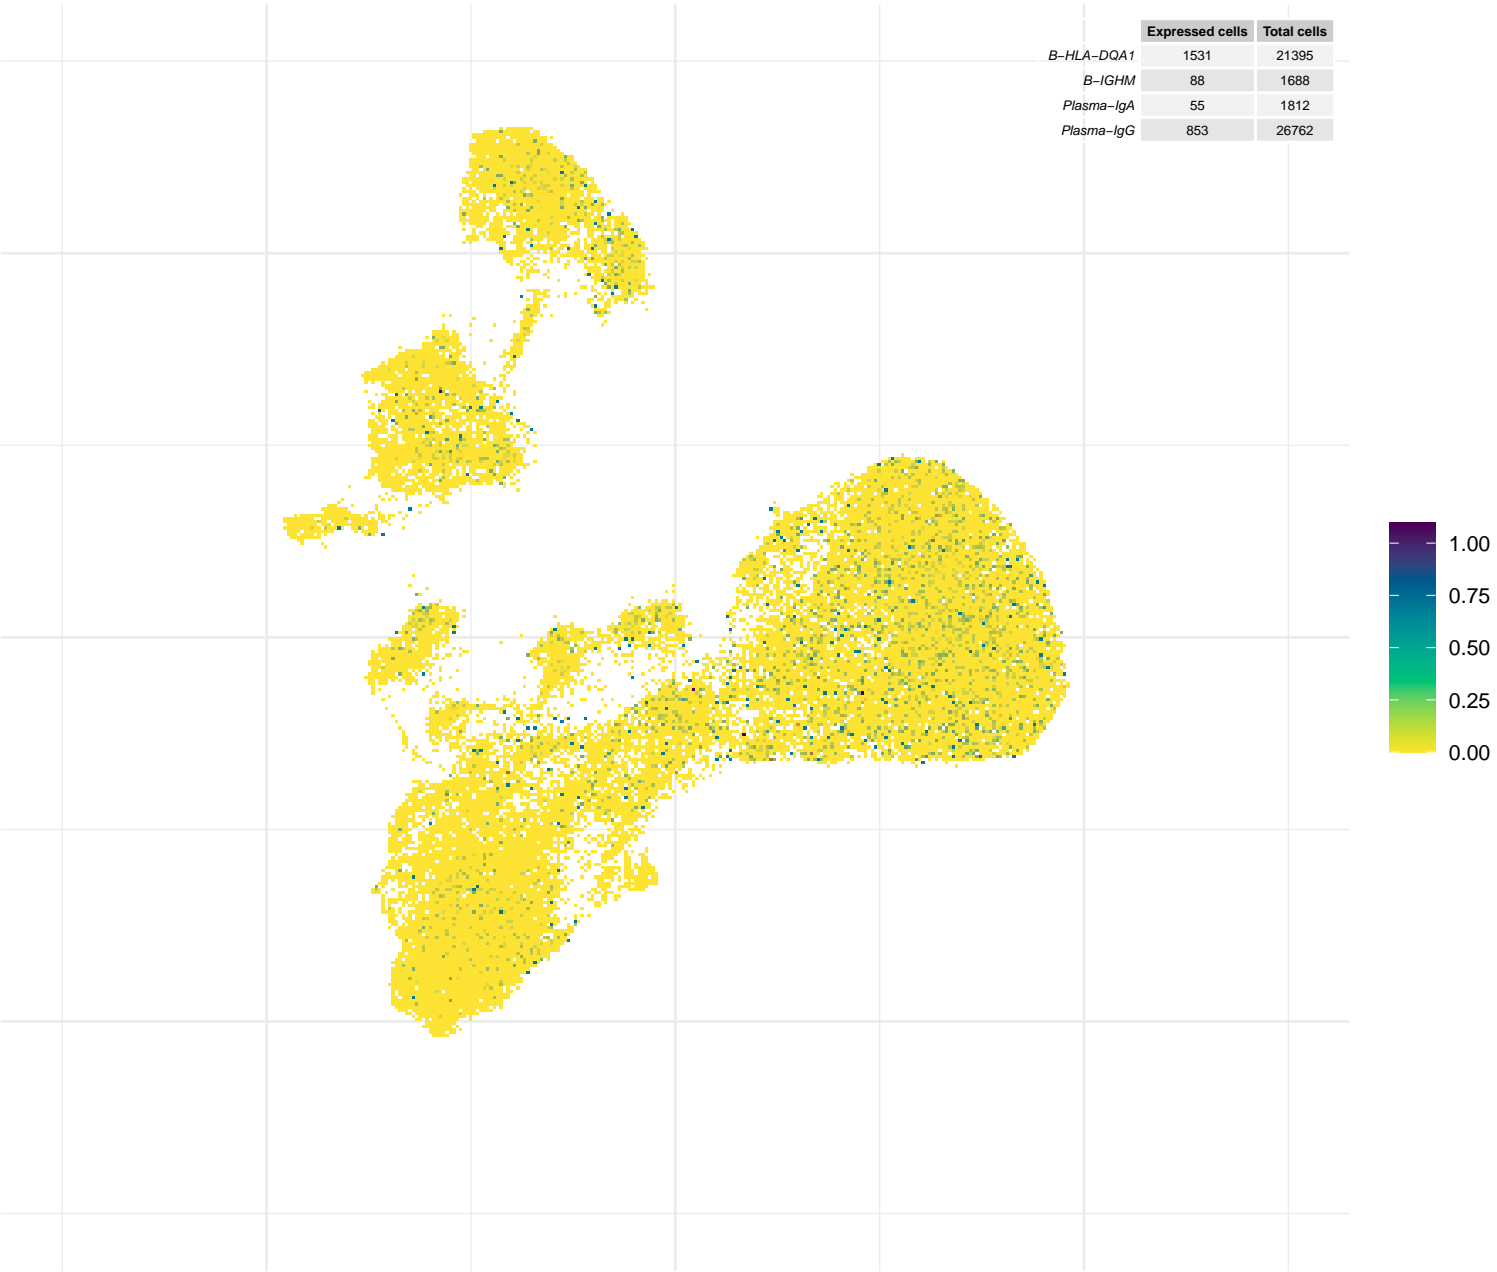 Expressed cells Total cells
B−HLA−DQA1 1531 21395
B−IGHM 88 1688
Plasma−IgA 55 1812
Plasma−IgG 853 26762
1.00
0.75
0.50
0.25
0.00